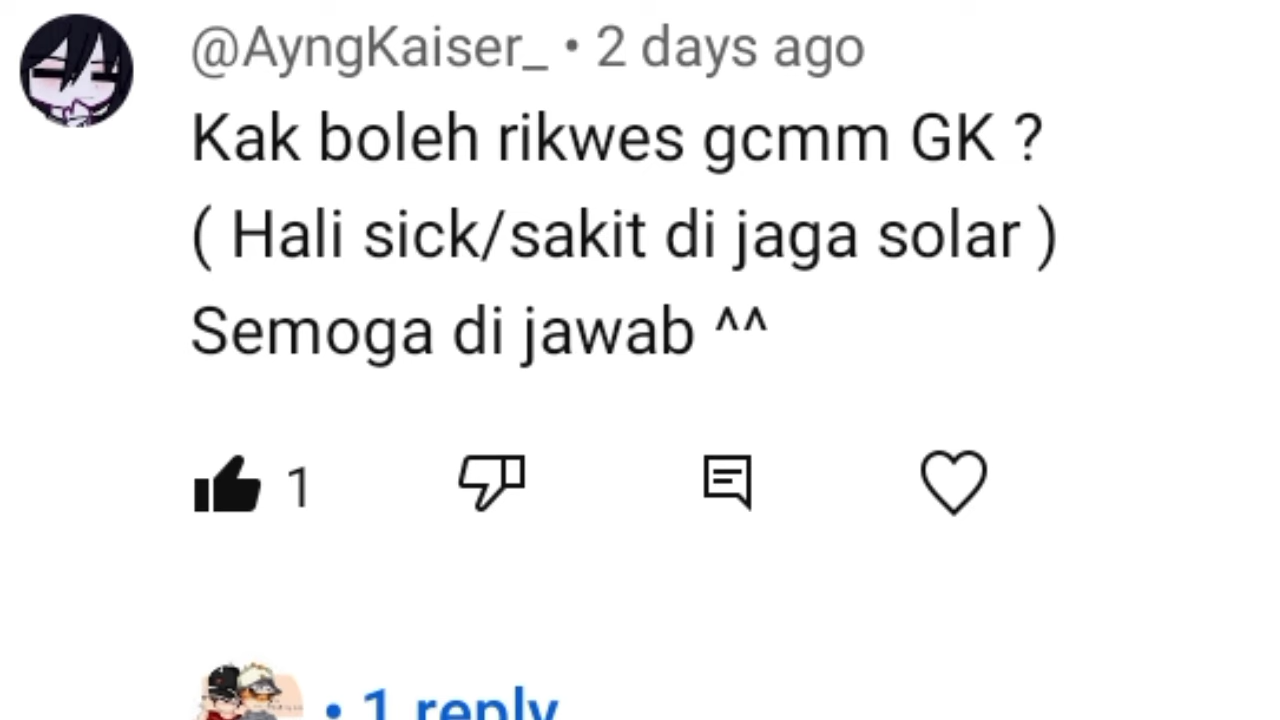 @AyngKaiser_ • 2 days ago
Kak boleh rikwes gcmm GK ?
( Hali sick/sakit di jaga solar )
Semoga di jawab ^^
1
• 1 reply